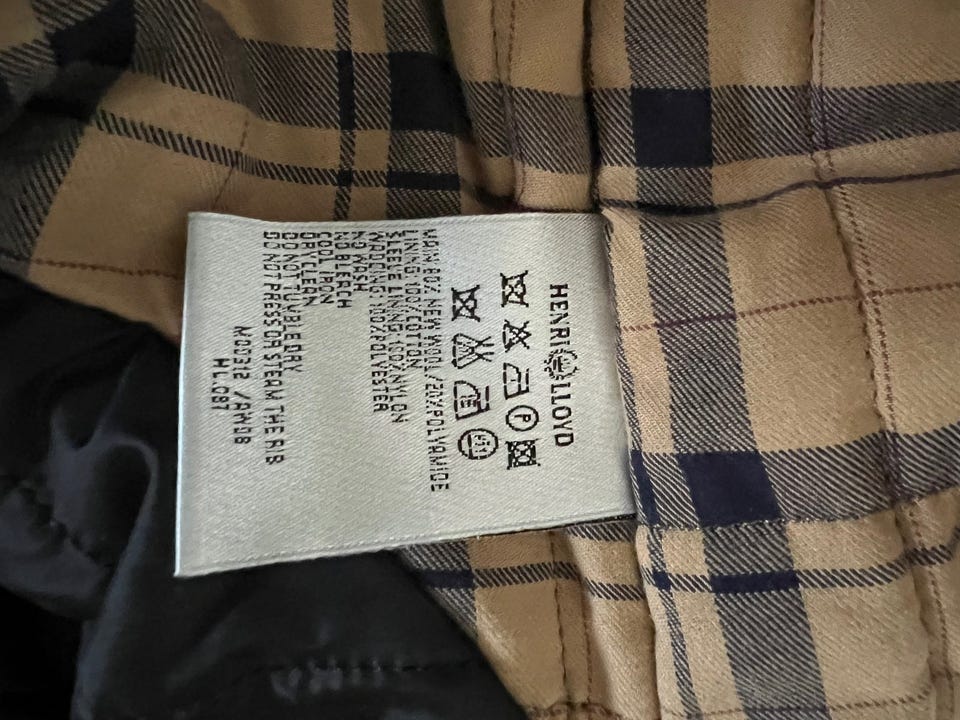 HENRI LLOYD
MAIN 80% NEW WOOL / 20% POLYAMIDE
LINING: 100% COTTON
SLEEVE LINING: 100% NYLON
WADDING: 100% POLYESTER
NO WASH
NO BLEACH
COOL IRON
DRY CLEAN
DO NOT TUMBLE DRY
DO NOT PRESS OR STEAM THE RIB
M00312 /AW08
HL 087